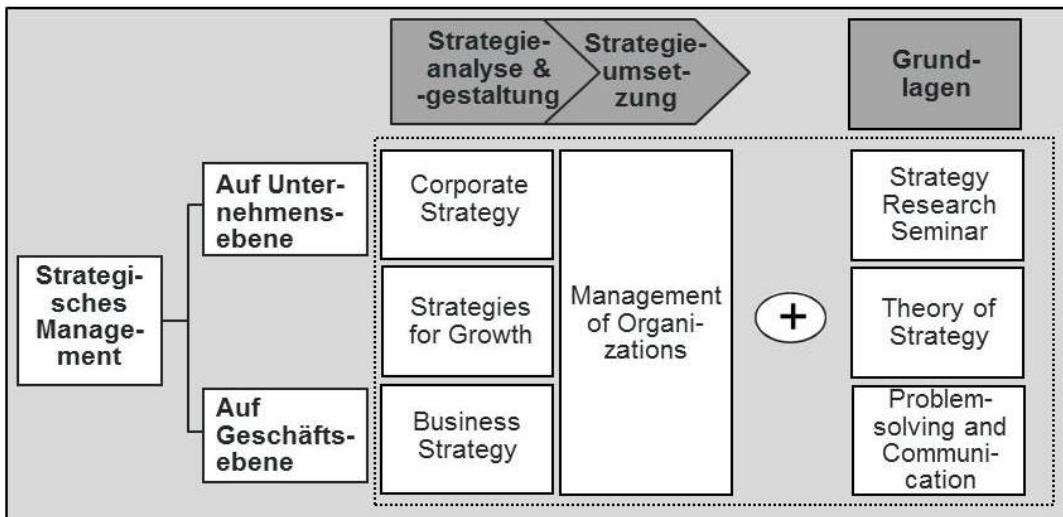 Strategie-
analyse &
-gestaltung
Strategie-
umset-
zung
Grund-
lagen
Strategi-
sches
Manage-
ment
Auf Unter-
nehmens-
ebene
Auf
Geschäfts-
ebene
Corporate
Strategy
Strategies
for Growth
Business
Strategy
Management
of Organi-
zations
+
Strategy
Research
Seminar
Theory of
Strategy
Problem-
solving and
Communi-
cation